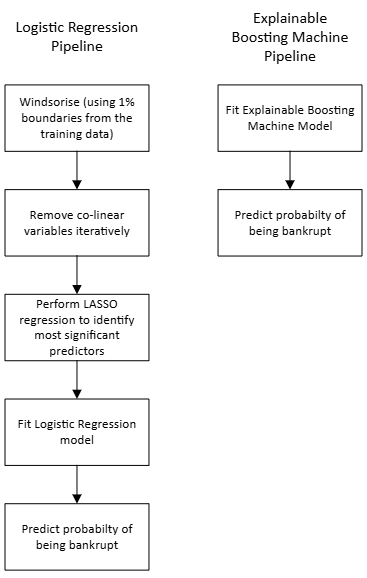 Logistic Regression
Pipeline
Windsorise (using 1%
boundaries from the
training data)
Remove co-linear
variables iteratively
Perform LASSO
regression to identify
most significant
predictors
Fit Logistic Regression
model
Predict probabilty of
being bankrupt
Explainable
Boosting Machine
Pipeline
Fit Explainable Boosting
Machine Model
Predict probabilty of
being bankrupt